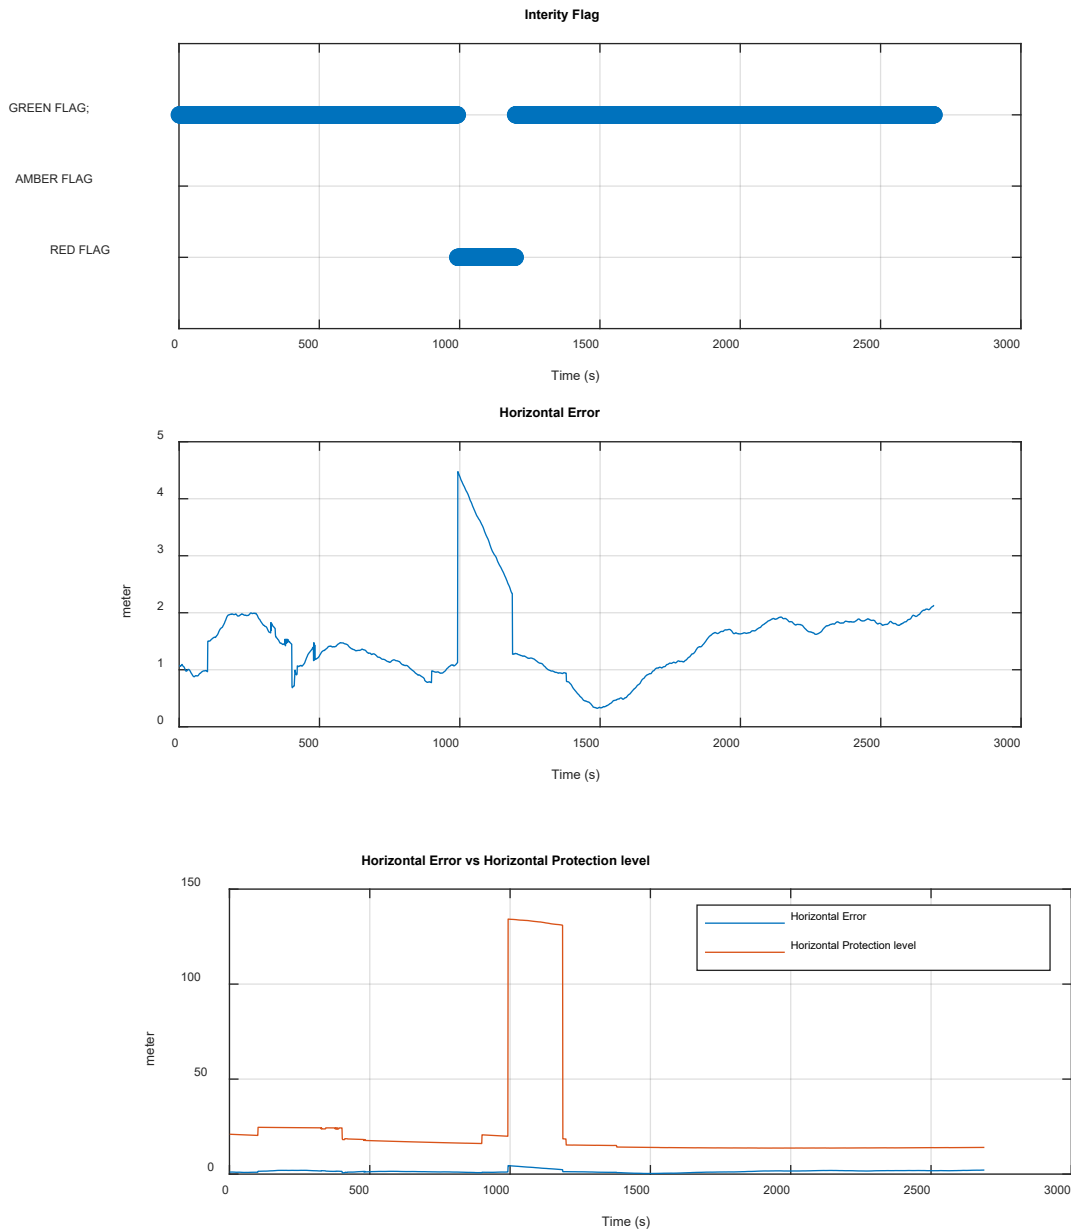 Interity Flag
GREEN FLAG;
AMBER FLAG
RED FLAG
0 500 1000 1500 2000 2500 3000
Time (s)
Horizontal Error
5
4
3
2
1
0
meter
0 500 1000 1500 2000 2500 3000
Time (s)
Horizontal Error vs Horizontal Protection level
150
100
50
0
meter
Horizontal Error
Horizontal Protection level
0 500 1000 1500 2000 2500 3000
Time (s)